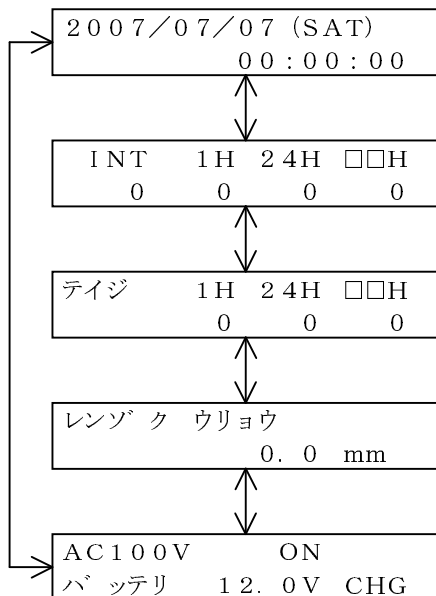 2007/07/07 (SAT)
00:00:00
INT 1H 24H □□H
0 0 0 0
テイジ 1H 24H □□H
0 0 0
レンゾク ウリョウ
0.0 mm
AC100V ON
バッテリ 12.0V CHG